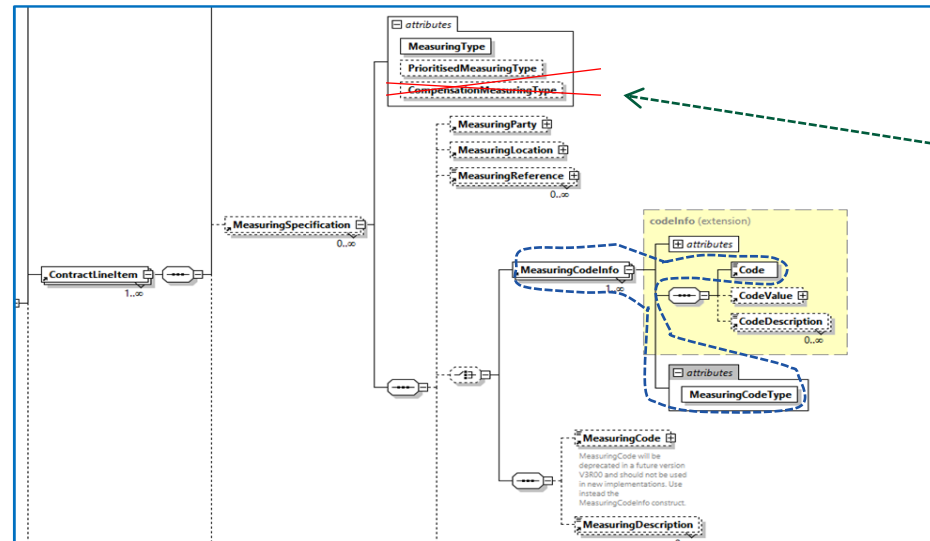 attributes
MeasuringType
PrioritisedMeasuringType
CompensationMeasuringType
MeasuringParty
MeasuringLocation
MeasuringReference
0..∞
MeasuringSpecification
0..∞
codeInfo (extension)
attributes
ContractLineItem
1..∞
MeasuringCodeInfo
1..∞
Code
CodeValue
CodeDescription
0..∞
attributes
MeasuringCodeType
MeasuringCode
MeasuringCode will be
deprecated in a future version
V3R00 and should not be used
in new implementations. Use
instead the
MeasuringCodeInfo construct.
MeasuringDescription